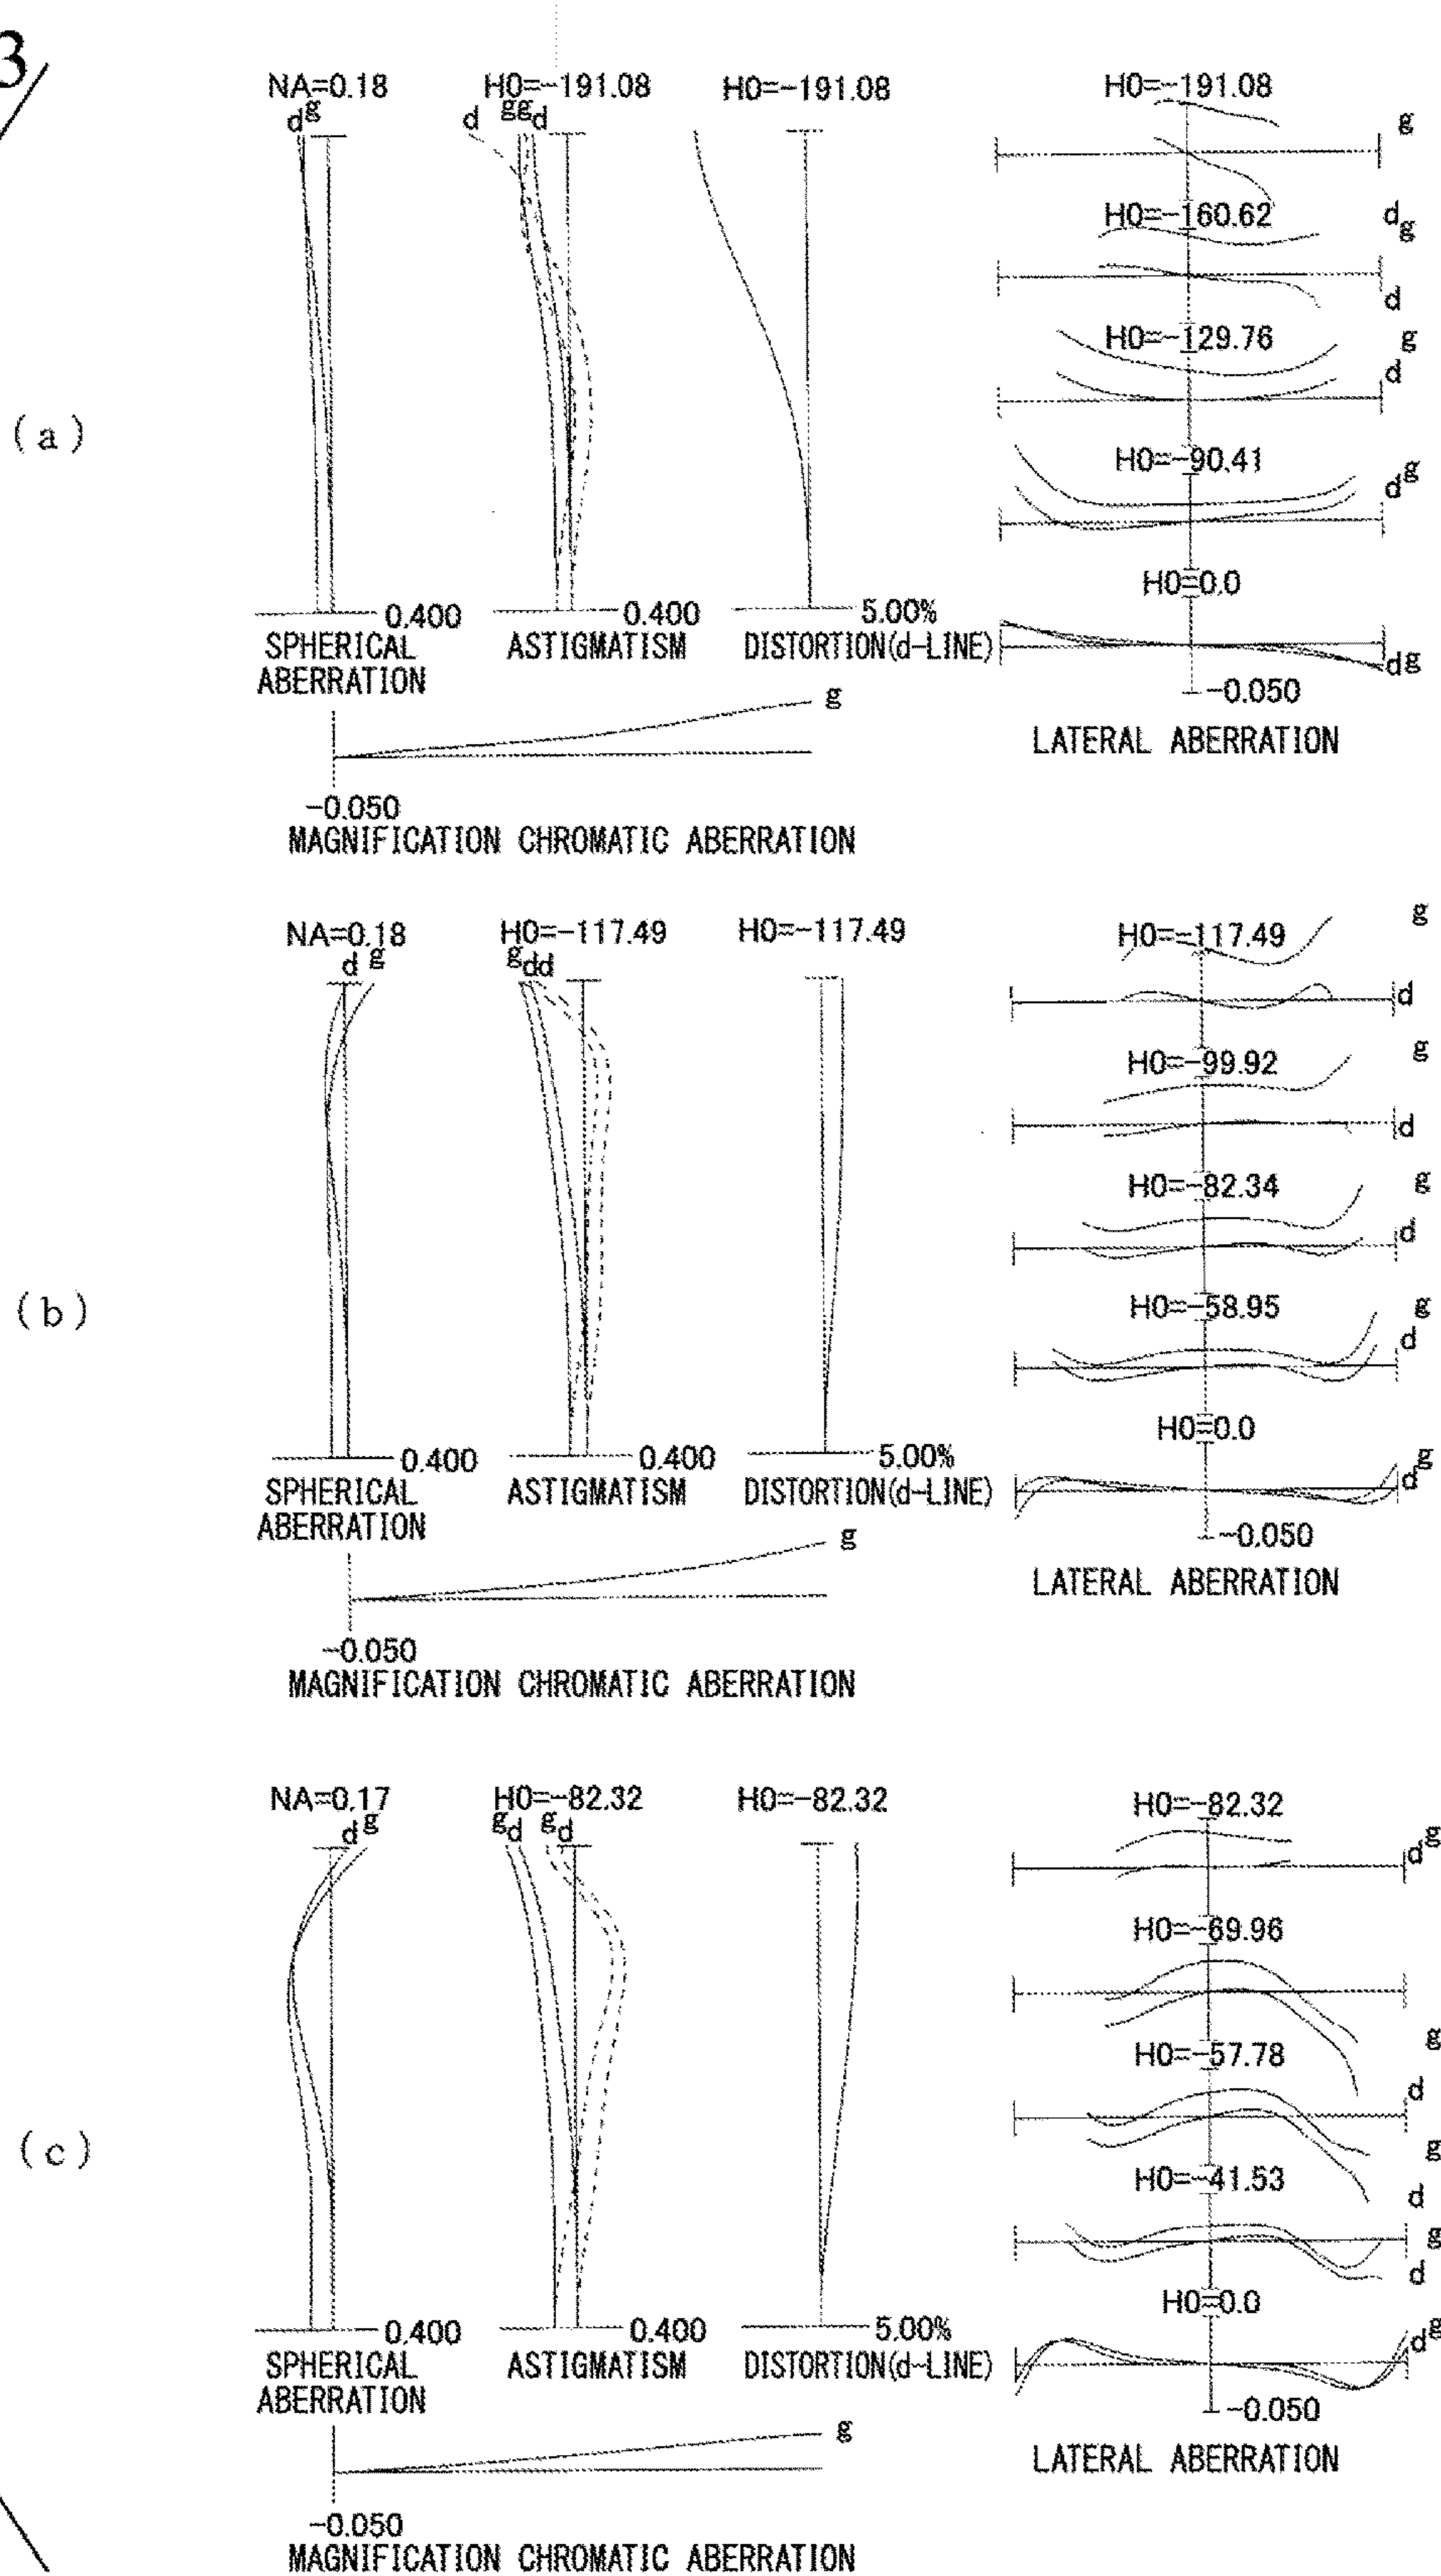 3
(a)
NA=0.18
d g
H0=-191.08
d g g d
H0=-191.08
0.400
SPHERICAL
ABERRATION
0.400
ASTIGMATISM
5.00%
DISTORTION(d-LINE)
g
-0.050
MAGNIFICATION CHROMATIC ABERRATION
H0=-191.08
g
d
H0=-160.62
g
d
H0=-129.76
g
d
H0=-90.41
d g
H0=0.0
d g
-0.050
LATERAL ABERRATION
(b)
NA=0.18
d g
H0=-117.49
g d d
H0=-117.49
0.400
SPHERICAL
ABERRATION
0.400
ASTIGMATISM
5.00%
DISTORTION(d-LINE)
g
-0.050
MAGNIFICATION CHROMATIC ABERRATION
H0=-117.49
g
d
H0=-99.92
g
d
H0=-82.34
g
d
H0=-58.95
g
d
H0=0.0
d g
-0.050
LATERAL ABERRATION
(c)
NA=0.17
d g
H0=-82.32
g d g d
H0=-82.32
0.400
SPHERICAL
ABERRATION
0.400
ASTIGMATISM
5.00%
DISTORTION(d-LINE)
g
-0.050
MAGNIFICATION CHROMATIC ABERRATION
H0=-82.32
d g
H0=-69.96
g
d
H0=-57.78
g
d
H0=-41.53
g
d
H0=0.0
d g
-0.050
LATERAL ABERRATION